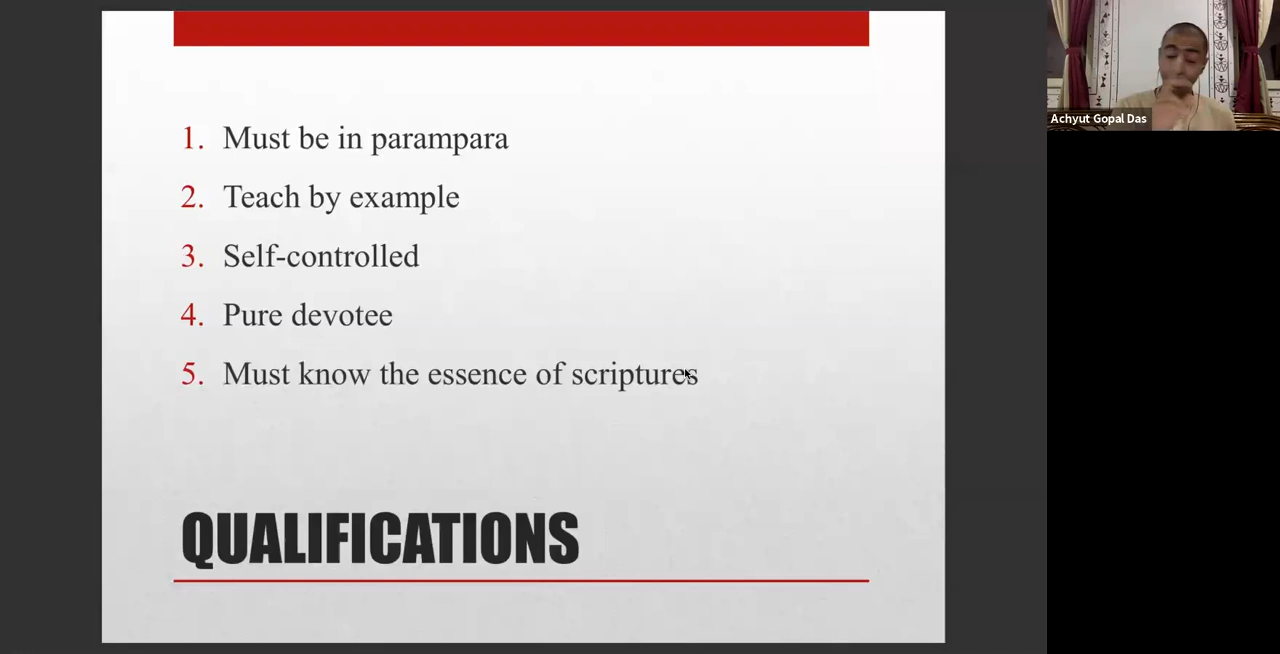 1. Must be in parampara
2. Teach by example
3. Self-controlled
4. Pure devotee
5. Must know the essence of scriptures
QUALIFICATIONS
Achyut Gopal Das